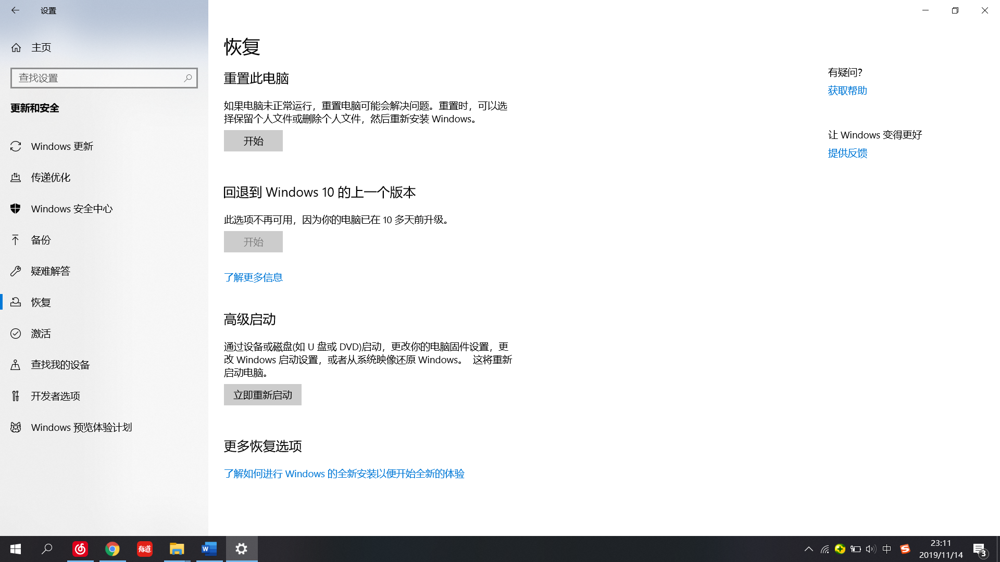 设置
主页
查找设置
更新和安全
Windows 更新
传递优化
Windows 安全中心
备份
疑难解答
恢复
激活
查找我的设备
开发者选项
Windows 预览体验计划
恢复
重置此电脑
如果电脑未正常运行，重置电脑可能会解决问题。重置时，可以选
择保留个人文件或删除个人文件，然后重新安装 Windows。
开始
回退到 Windows 10 的上一个版本
此选项不再可用，因为你的电脑已在 10 多天前升级。
开始
了解更多信息
高级启动
通过设备或磁盘(如 U 盘或 DVD)启动，更改你的电脑固件设置，更
改 Windows 启动设置，或者从系统映像还原 Windows。 这将重新
启动电脑。
立即重新启动
更多恢复选项
了解如何进行 Windows 的全新安装以便开始全新的体验
有疑问?
获取帮助
让 Windows 变得更好
提供反馈
有道
W
中
S
23:11
2019/11/14
3